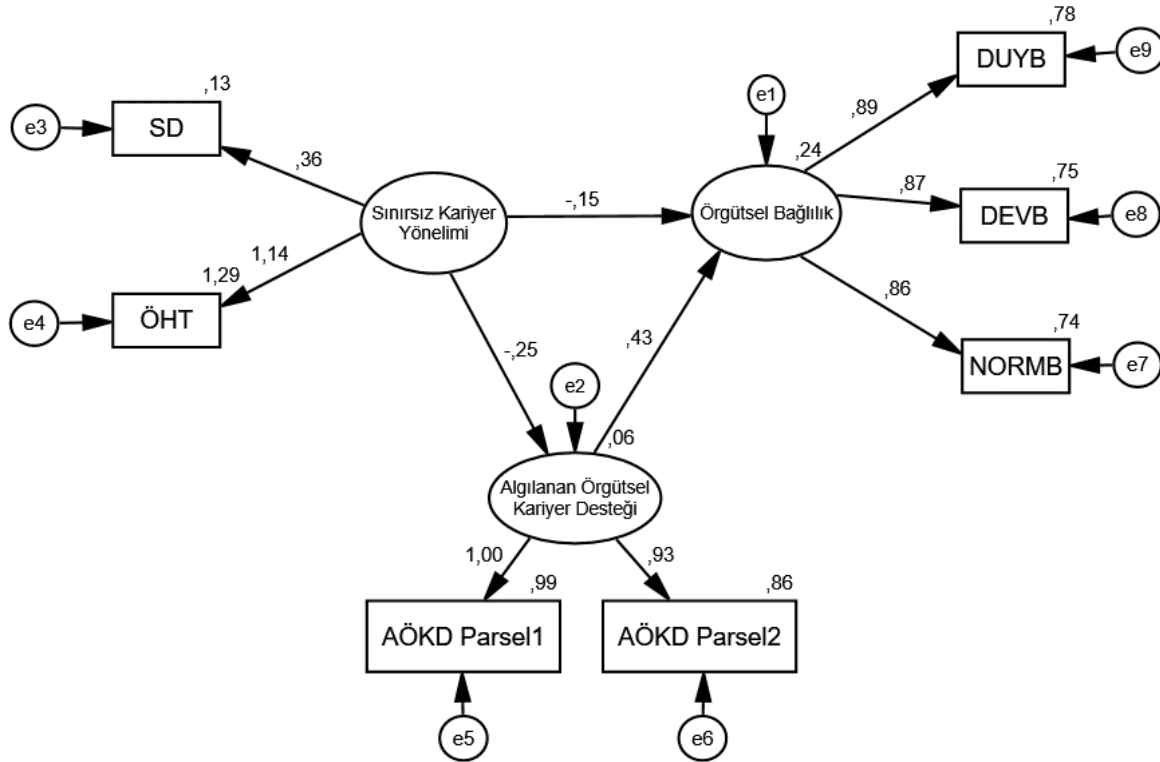 ,78
DUYB
e9
e1
,89
,13
e3
SD
,36
,24
,75
Sınırsız Kariyer
Yönelimi
-,15
Örgütsel Bağlılık
,87
DEVB
e8
1,14
1,29
e4
ÖHT
,86
,74
NORMB
e7
-,25
,43
e2
,06
Algılanan Örgütsel
Kariyer Desteği
1,00
,99
,93
,86
AÖKD Parsel1
AÖKD Parsel2
e5
e6